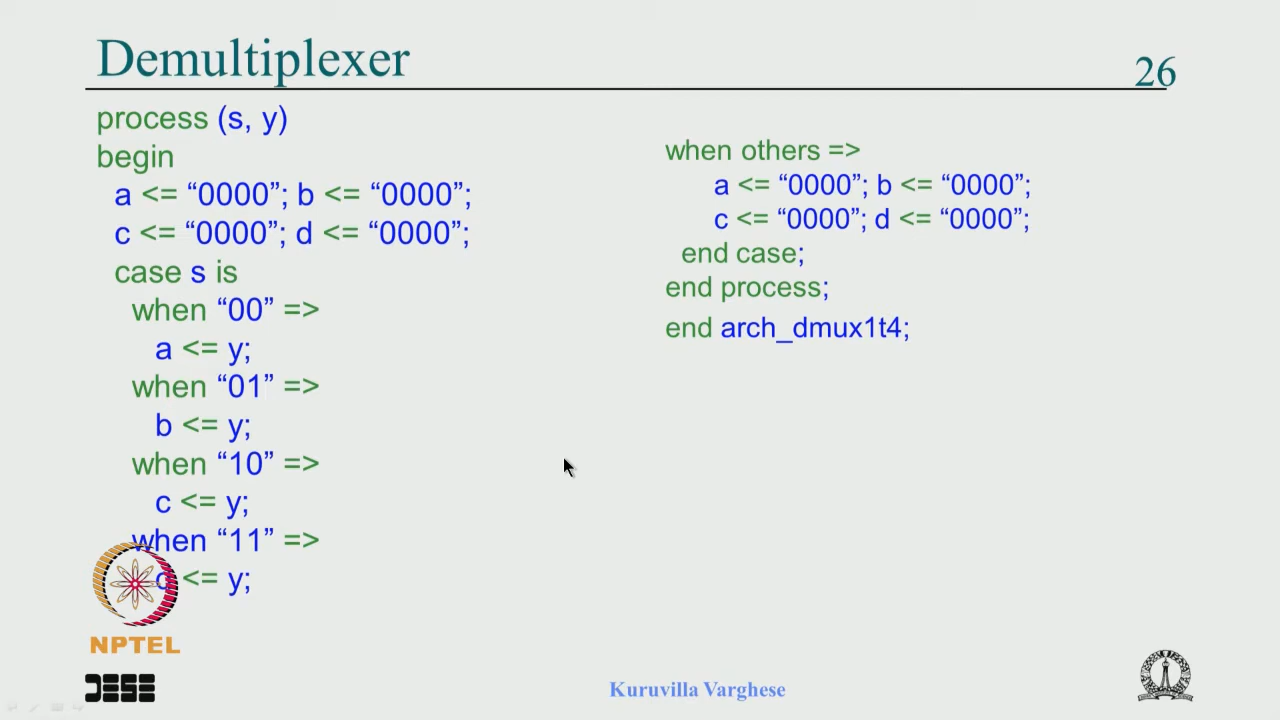 Demultiplexer
26
process (s, y)
begin
a <= “0000”; b <= “0000”;
c <= “0000”; d <= “0000”;
case s is
when “00” =>
a <= y;
when “01” =>
b <= y;
when “10” =>
c <= y;
when “11” =>
<= y;
when others =>
a <= “0000”; b <= “0000”;
c <= “0000”; d <= “0000”;
end case;
end process;
end arch_dmux1t4;
NPTEL
Kuruvilla Varghese